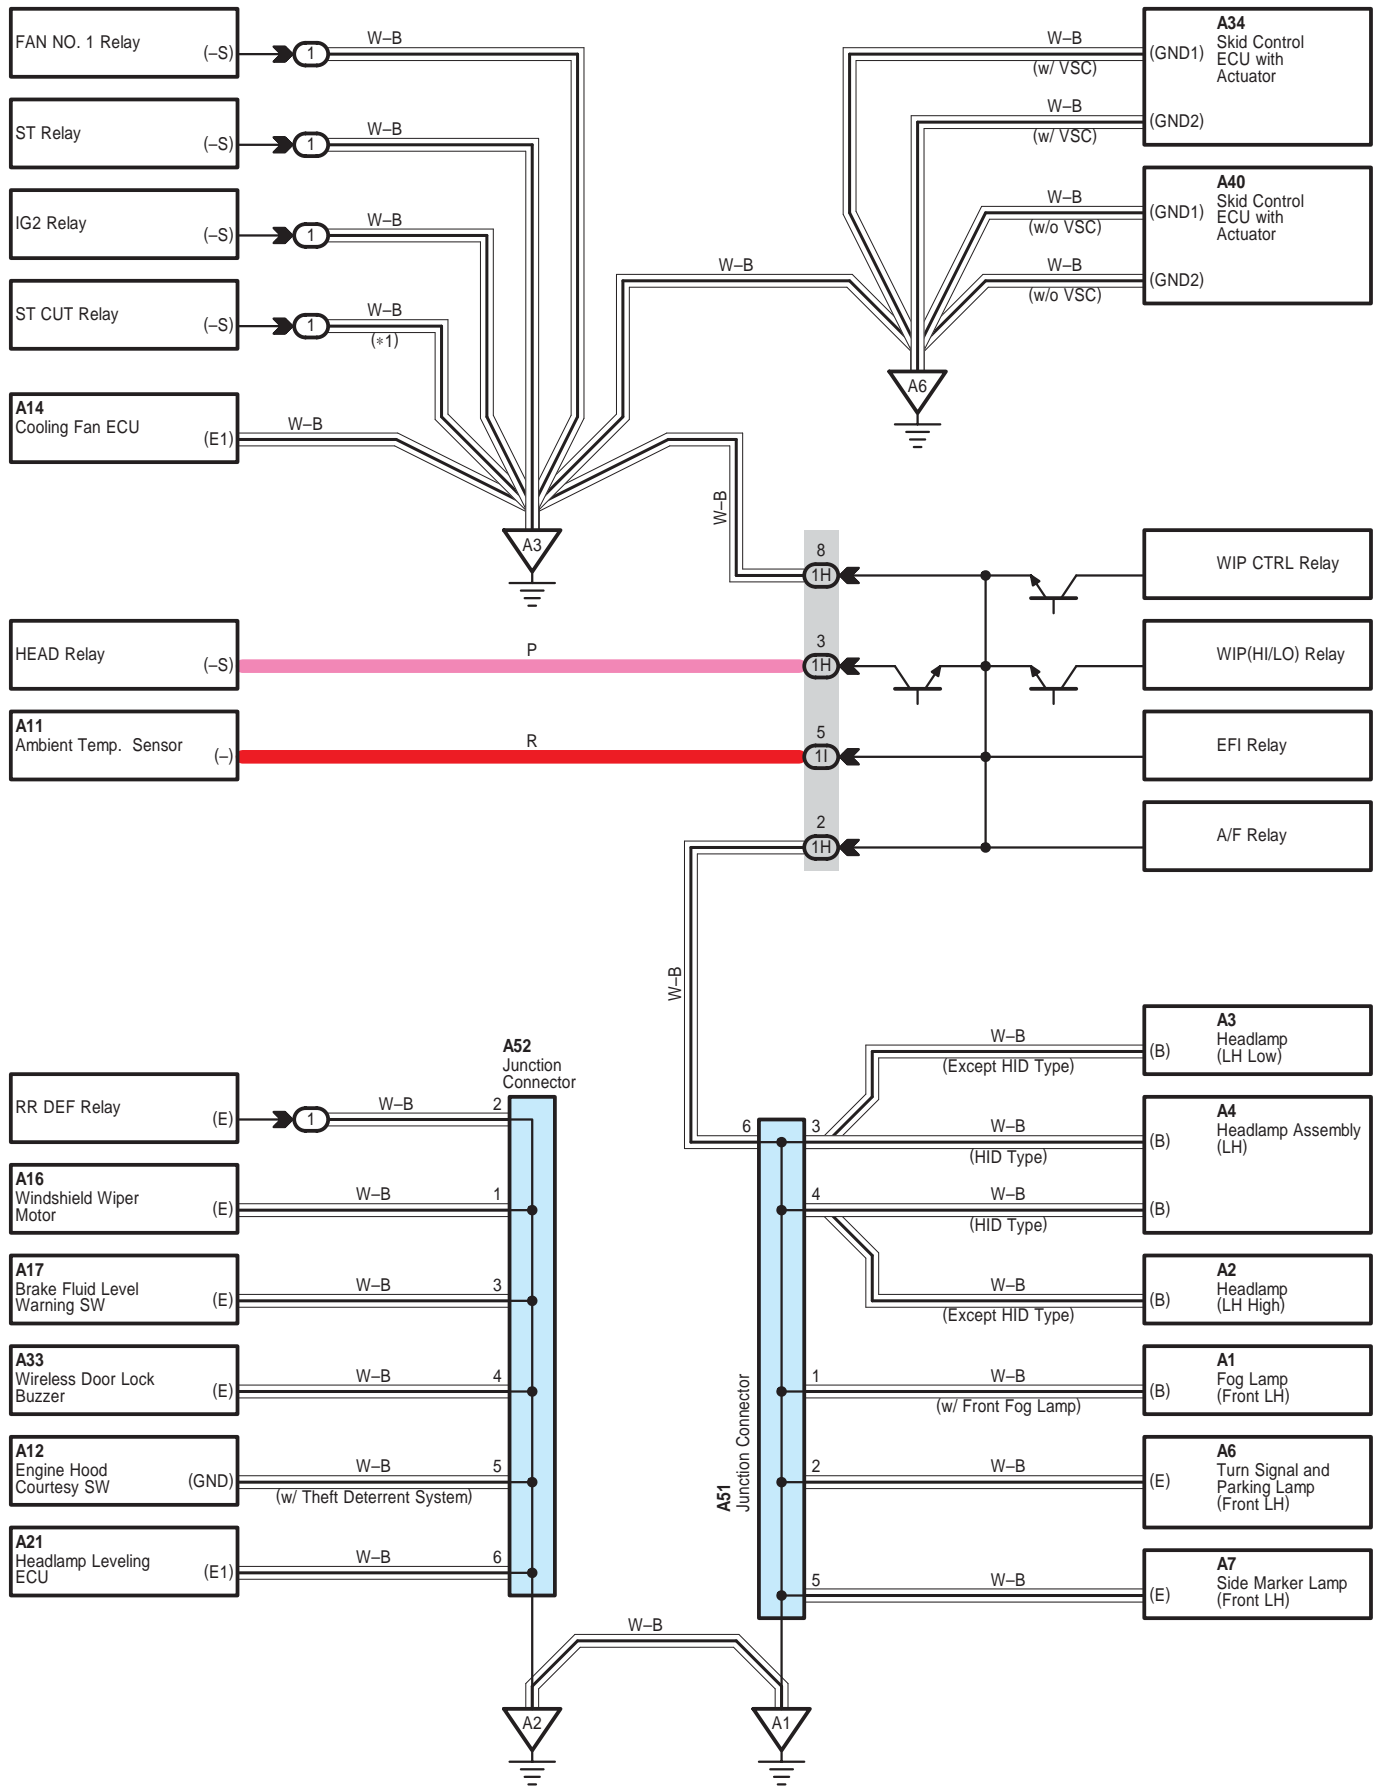 FAN NO. 1 Relay
(–S)
1
W–B
ST Relay
(–S)
1
W–B
IG2 Relay
(–S)
1
W–B
ST CUT Relay
(–S)
1
W–B
(∗1)
A14
Cooling Fan ECU
(E1)
W–B
A3
W–B
W–B
(w/ VSC)
(GND1)
A34
Skid Control
ECU with
Actuator
W–B
(w/ VSC)
(GND2)
W–B
(w/o VSC)
(GND1)
A40
Skid Control
ECU with
Actuator
W–B
(w/o VSC)
(GND2)
A6
W–B
8
1H
WIP CTRL Relay
HEAD Relay
(–S)
P
3
1H
WIP(HI/LO) Relay
A11
Ambient Temp. Sensor
(–)
R
5
1I
EFI Relay
2
1H
A/F Relay
W–B
A52
Junction
Connector
RR DEF Relay
(E)
1
W–B
2
A16
Windshield Wiper
Motor
(E)
W–B
1
A17
Brake Fluid Level
Warning SW
(E)
W–B
3
A33
Wireless Door Lock
Buzzer
(E)
W–B
4
A12
Engine Hood
Courtesy SW
(GND)
W–B
(w/ Theft Deterrent System)
5
A21
Headlamp Leveling
ECU
(E1)
W–B
6
A51
Junction Connector
6
W–B
(Except HID Type)
(B)
A3
Headlamp
(LH Low)
3
W–B
(HID Type)
(B)
A4
Headlamp Assembly
(LH)
4
W–B
(HID Type)
(B)
W–B
(Except HID Type)
(B)
A2
Headlamp
(LH High)
1
W–B
(w/ Front Fog Lamp)
(B)
A1
Fog Lamp
(Front LH)
2
W–B
(E)
A6
Turn Signal and
Parking Lamp
(Front LH)
5
W–B
(E)
A7
Side Marker Lamp
(Front LH)
W–B
A2
A1